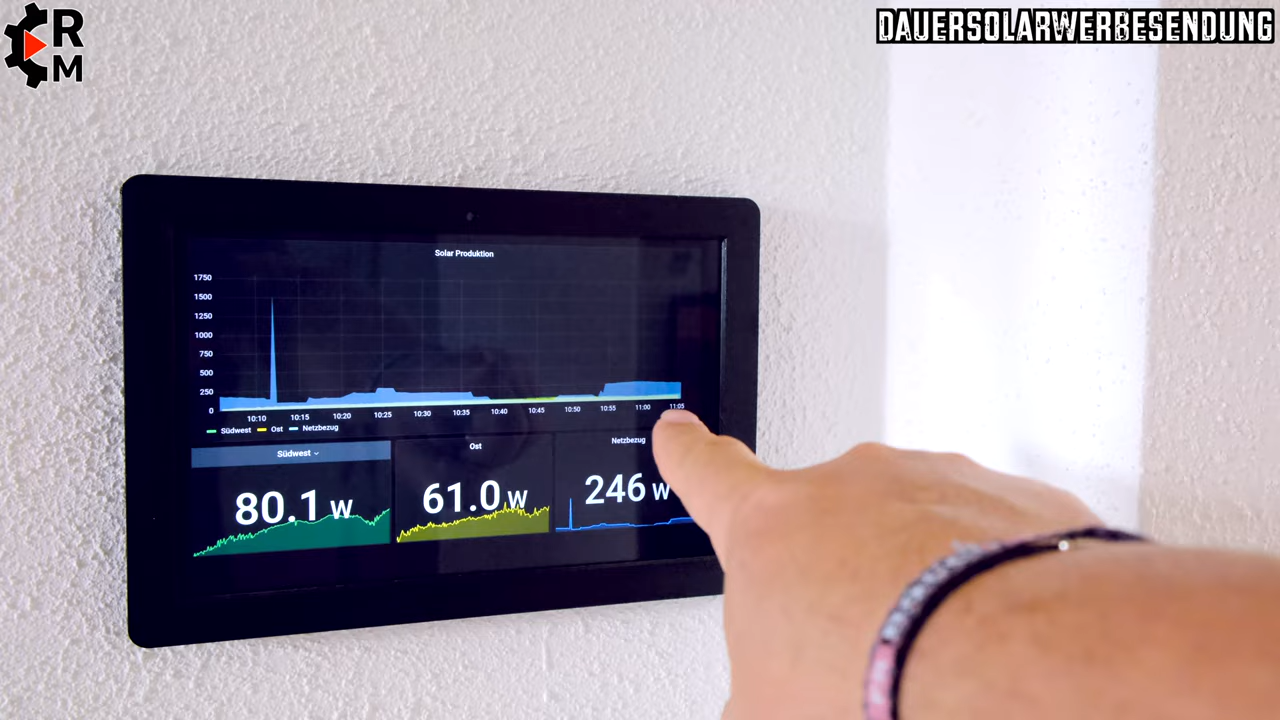 R
M
DAUERSOLARWERBESENDUNG
Solar Produktion
1750
1500
1250
1000
750
500
250
0
10:10 10:15 10:20 10:25 10:30 10:35 10:40 10:45 10:50 10:55 11:00 11:05
Südwest Ost Netzbezug
Südwest Ost Netzbezug
80.1 W 61.0 W 246 W